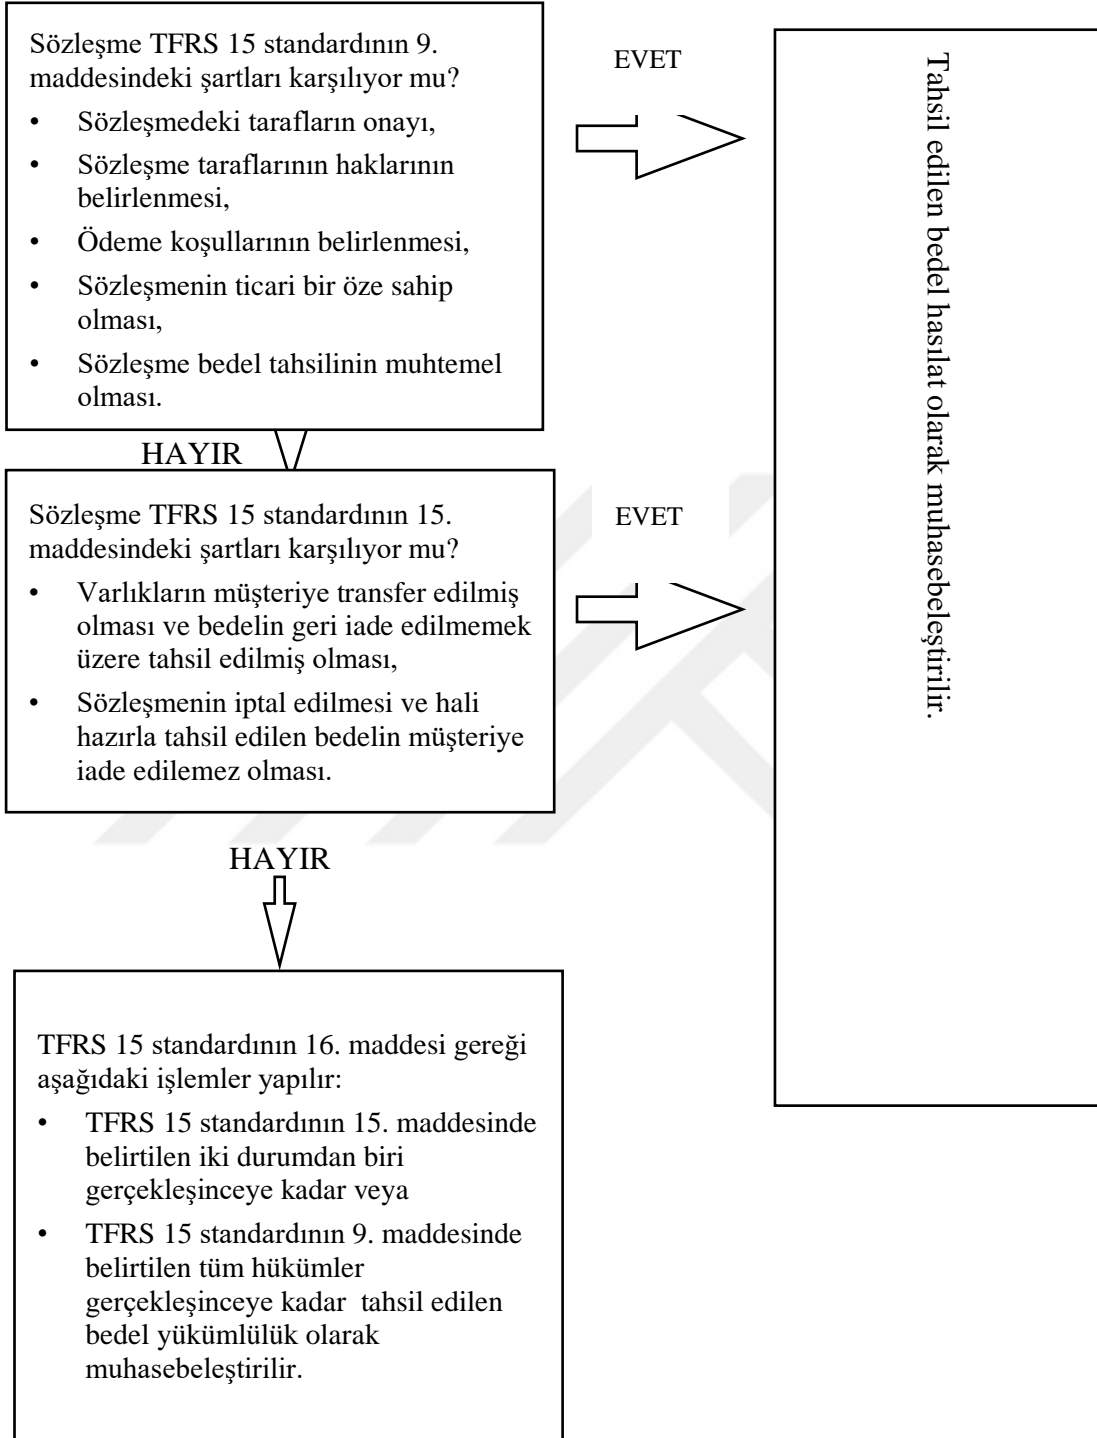 Sözleşme TFRS 15 standardının 9.
maddesindeki şartları karşılıyor mu?
• Sözleşmedeki tarafların onayı,
• Sözleşme taraflarının haklarının
belirlenmesi,
• Ödeme koşullarının belirlenmesi,
• Sözleşmenin ticari bir öze sahip
olması,
• Sözleşme bedel tahsilinin muhtemel
olması.
EVET
Tahsil edilen bedel hasılat olarak muhasebeleştirilir.
HAYIR
Sözleşme TFRS 15 standardının 15.
maddesindeki şartları karşılıyor mu?
• Varlıkların müşteriye transfer edilmiş
olması ve bedelin geri iade edilmemek
üzere tahsil edilmiş olması,
• Sözleşmenin iptal edilmesi ve hali
hazırla tahsil edilen bedelin müşteriye
iade edilemez olması.
EVET
HAYIR
TFRS 15 standardının 16. maddesi gereği
aşağıdaki işlemler yapılır:
• TFRS 15 standardının 15. maddesinde
belirtilen iki durumdan biri
gerçekleşinceye kadar veya
• TFRS 15 standardının 9. maddesinde
belirtilen tüm hükümler
gerçekleşinceye kadar tahsil edilen
bedel yükümlülük olarak
muhasebeleştirilir.